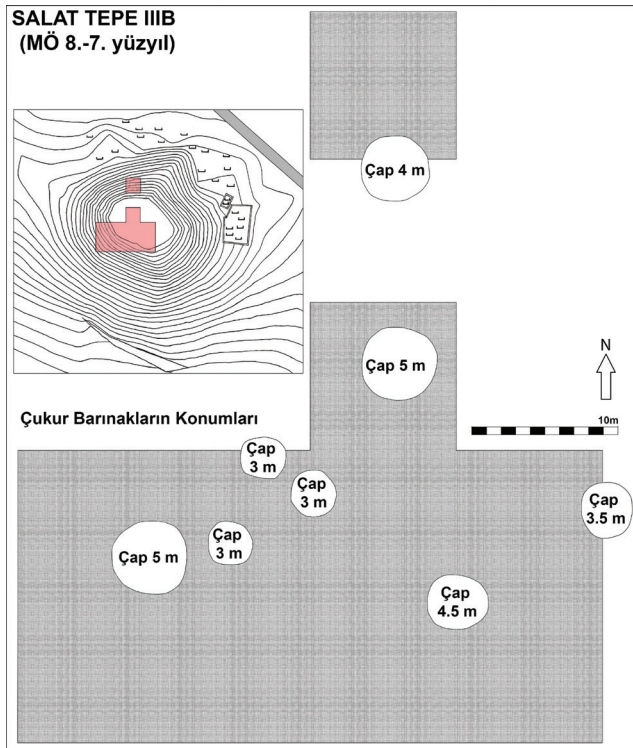 SALAT TEPE IIIB
(MÖ 8.-7. yüzyıl)
Çap 4 m
Çap 5 m
N
10m
Çukur Barınakların Konumları
Çap
3 m
Çap
3 m
Çap
3.5 m
Çap
3 m
Çap 5 m
Çap
4.5 m